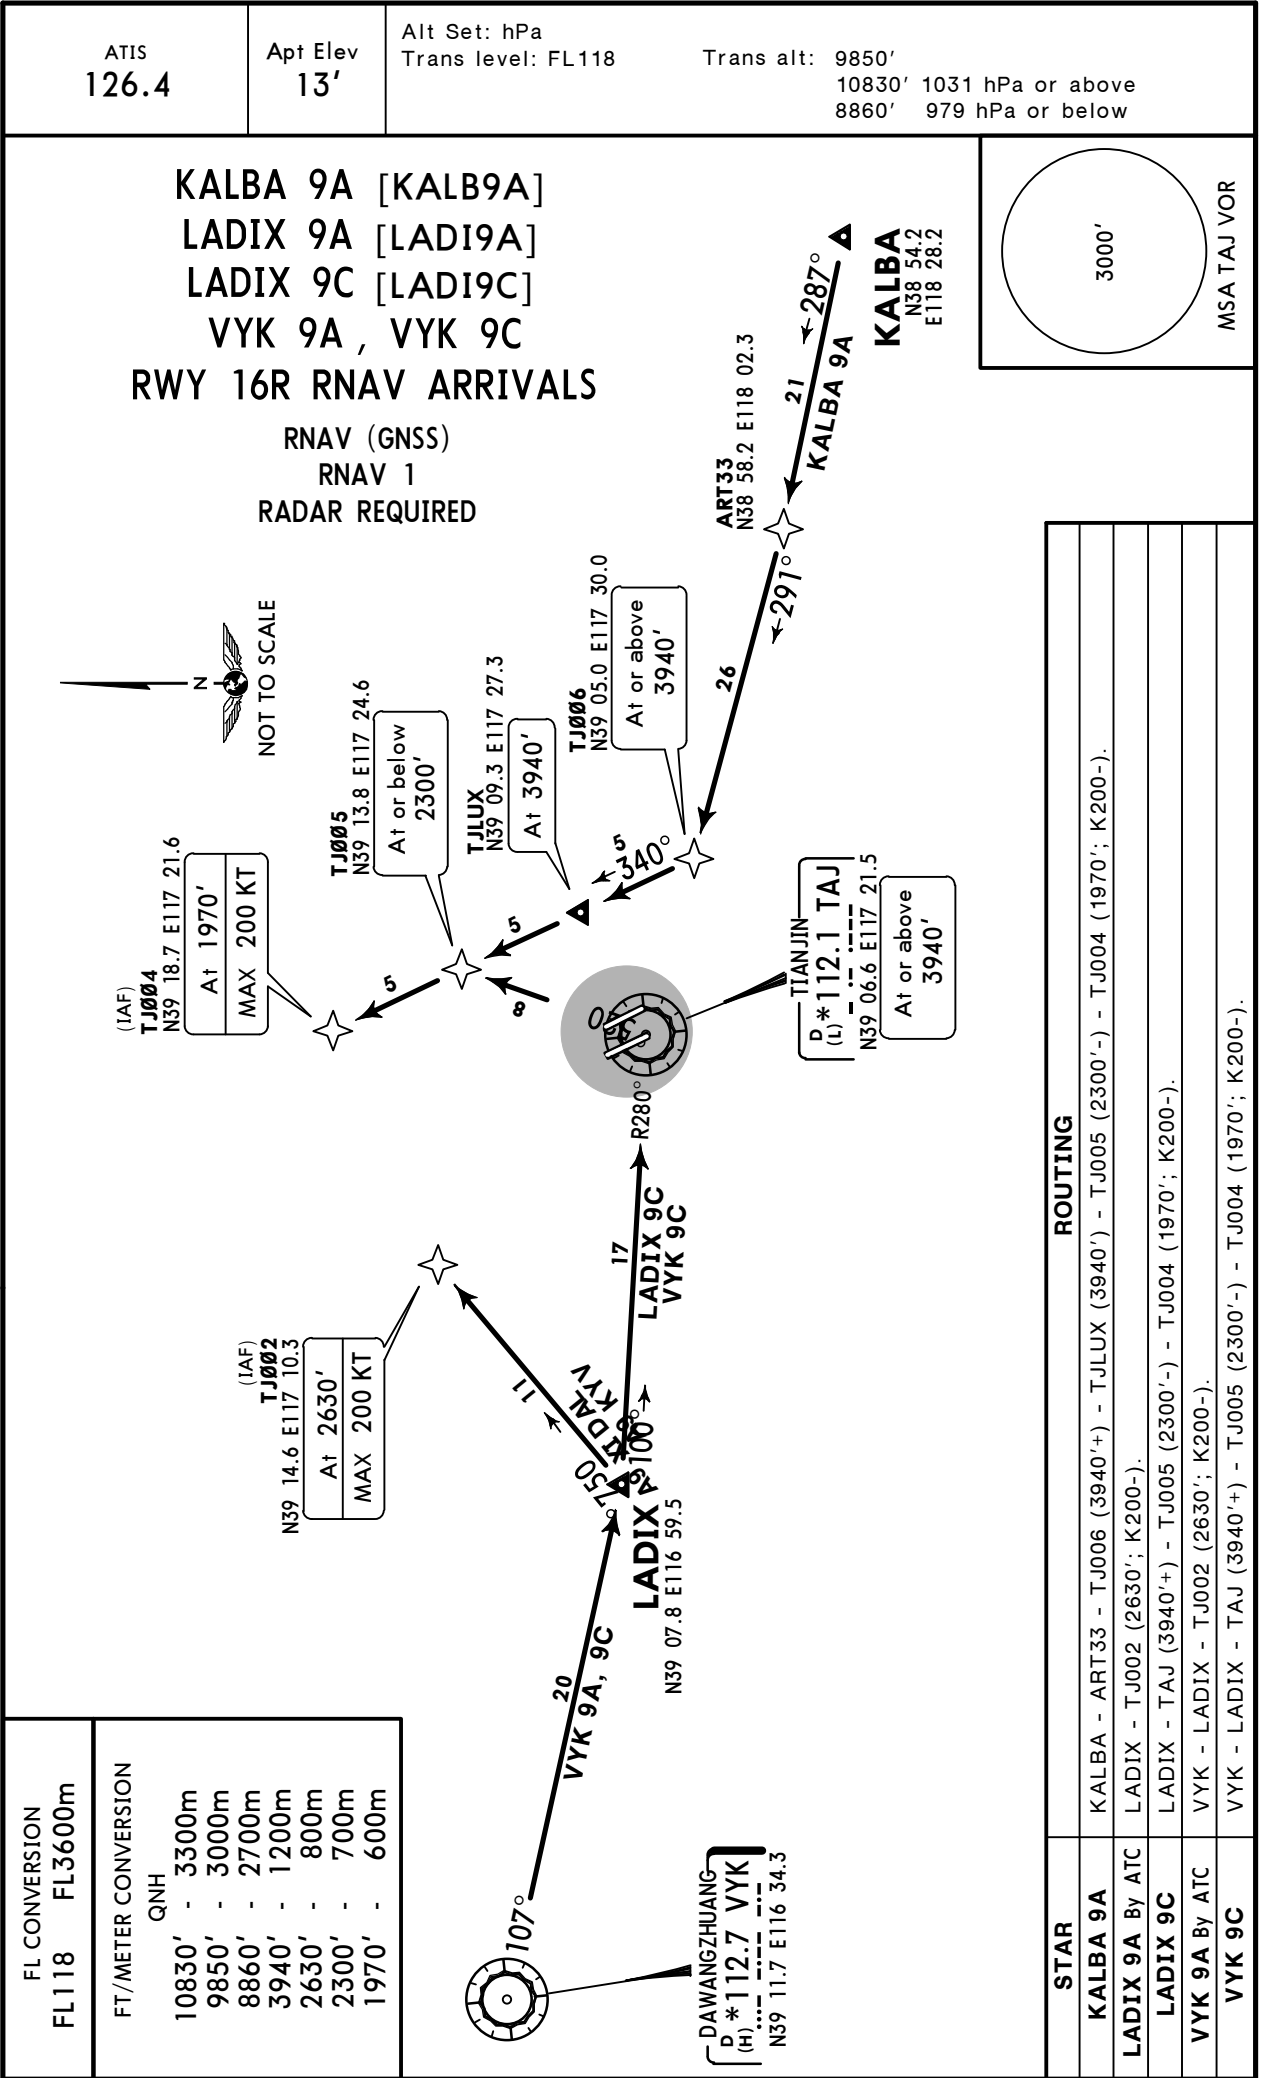 ATIS
126.4
Apt Elev
13'
Alt Set: hPa
Trans level: FL118
Trans alt: 9850'
10830' 1031 hPa or above
8860' 979 hPa or below
KALBA 9A [KALB9A]
LADIX 9A [LADI9A]
LADIX 9C [LADI9C]
VYK 9A , VYK 9C
RWY 16R RNAV ARRIVALS
RNAV (GNSS)
RNAV 1
RADAR REQUIRED
3000'
MSA TAJ VOR
N
NOT TO SCALE
KALBA
N38 54.2
E118 28.2
287°
21
KALBA 9A
ART33
N38 58.2 E118 02.3
291°
26
TJØØ6
N39 05.0 E117 30.0
At or above
3940'
5
340°
TJLUX
N39 09.3 E117 27.3
At 3940'
5
TJØØ5
N39 13.8 E117 24.6
At or below
2300'
5
(IAF)
TJØØ4
N39 18.7 E117 21.6
At 1970'
MAX 200 KT
8
TIANJIN
D
(L) *112.1 TAJ
N39 06.6 E117 21.5
At or above
3940'
R280°
17
LADIX 9C
VYK 9C
100°
(IAF)
TJØØ2
N39 14.6 E117 10.3
At 2630'
MAX 200 KT
11
050°
LADIX 9A
VYK 9A
LADIX
N39 07.8 E116 59.5
20
VYK 9A, 9C
107°
DAWANGZHUANG
D
(H) *112.7 VYK
N39 11.7 E116 34.3
FL CONVERSION
FL118 FL3600m
FT/METER CONVERSION
QNH
10830' - 3300m
9850' - 3000m
8860' - 2700m
3940' - 1200m
2630' - 800m
2300' - 700m
1970' - 600m
STAR ROUTING
KALBA 9A KALBA - ART33 - TJ006 (3940'+) - TJLUX (3940') - TJ005 (2300'-) - TJ004 (1970'; K200-).
LADIX 9A By ATC LADIX - TJ002 (2630'; K200-).
LADIX 9C LADIX - TAJ (3940'+) - TJ005 (2300'-) - TJ004 (1970'; K200-).
VYK 9A By ATC VYK - LADIX - TJ002 (2630'; K200-).
VYK 9C VYK - LADIX - TAJ (3940'+) - TJ005 (2300'-) - TJ004 (1970'; K200-).